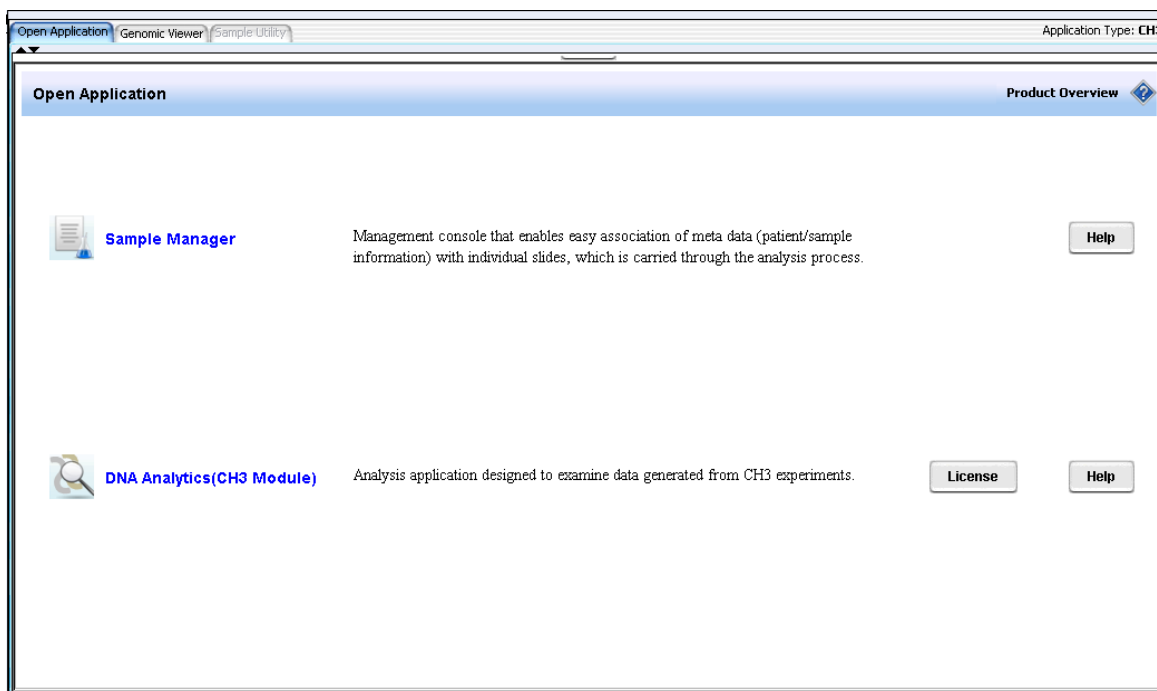 Open Application Genomic Viewer Sample Utility Application Type: CH3
Open Application Product Overview ?
Sample Manager Management console that enables easy association of meta data (patient/sample
information) with individual slides, which is carried through the analysis process. Help
DNA Analytics(CH3 Module) Analysis application designed to examine data generated from CH3 experiments. License Help